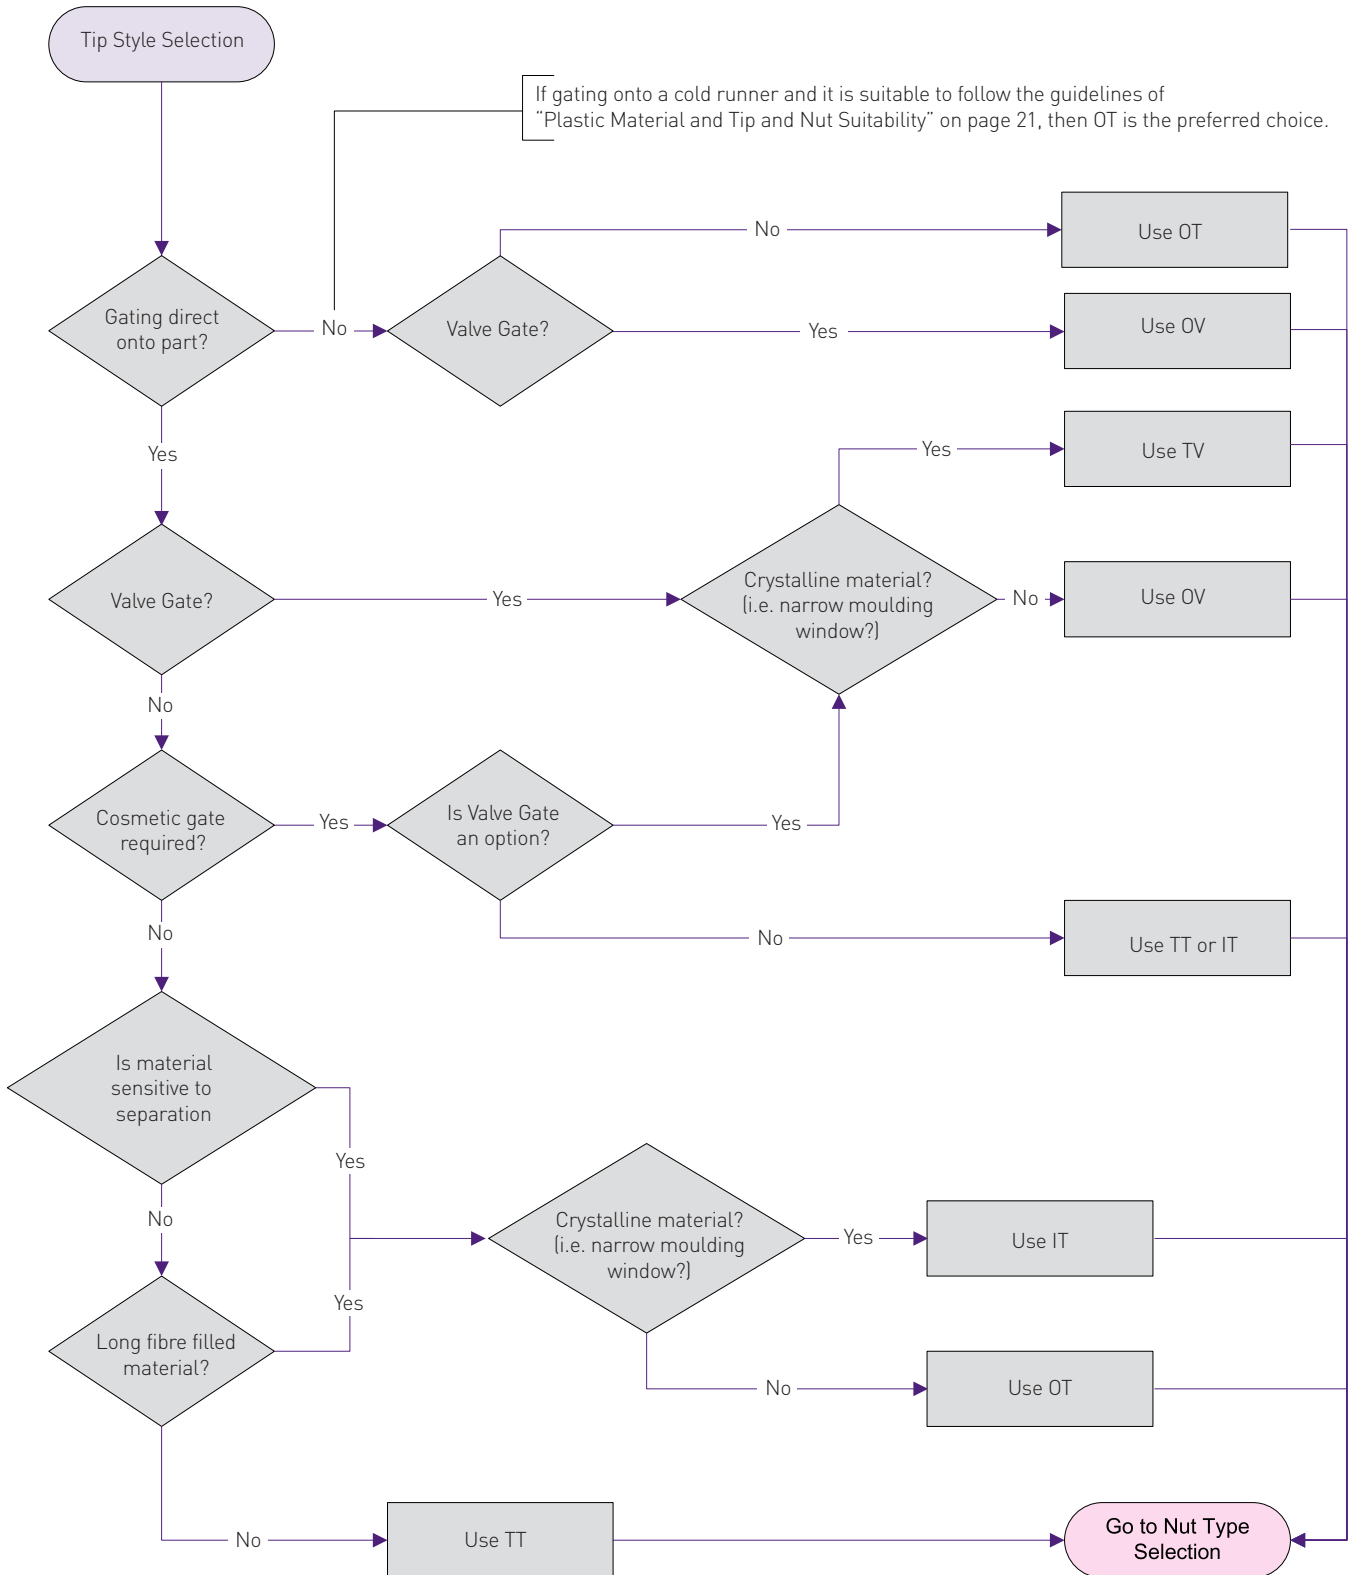 Tip Style Selection
If gating onto a cold runner and it is suitable to follow the guidelines of
“Plastic Material and Tip and Nut Suitability” on page 21, then OT is the preferred choice.
No
Use OT
Gating direct
onto part?
No
Valve Gate?
Yes
Use OV
Yes
Yes
Use TV
Valve Gate?
Yes
Crystalline material?
(i.e. narrow moulding
window?)
No
Use OV
No
Cosmetic gate
required?
Yes
Is Valve Gate
an option?
Yes
No
No
Use TT or IT
Is material
sensitive to
separation
Yes
No
Crystalline material?
(i.e. narrow moulding
window?)
Yes
Use IT
Yes
Long fibre filled
material?
No
Use OT
No
Use TT
Go to Nut Type
Selection